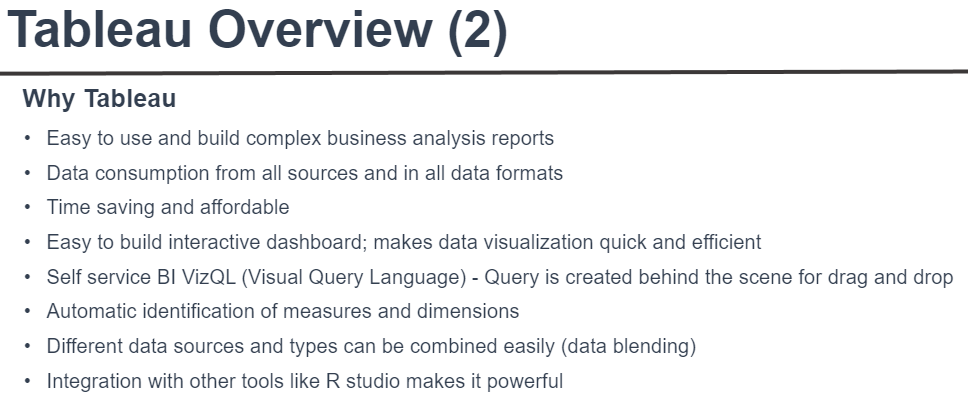 Tableau Overview (2)
Why Tableau
• Easy to use and build complex business analysis reports
• Data consumption from all sources and in all data formats
• Time saving and affordable
• Easy to build interactive dashboard; makes data visualization quick and efficient
• Self service BI VizQL (Visual Query Language) - Query is created behind the scene for drag and drop
• Automatic identification of measures and dimensions
• Different data sources and types can be combined easily (data blending)
• Integration with other tools like R studio makes it powerful